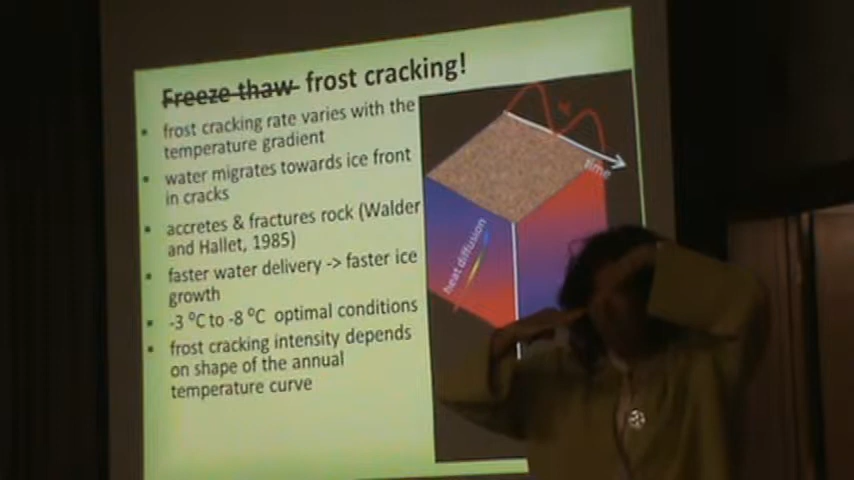 Freeze thaw frost cracking!
frost cracking rate varies with the
temperature gradient
water migrates towards ice front
in cracks
accretes & fractures rock (Walder
and Hallet, 1985)
faster water delivery -> faster ice
growth
-3 ⁰C to -8 ⁰C optimal conditions
frost cracking intensity depends
on shape of the annual
temperature curve
time
heat diffusion